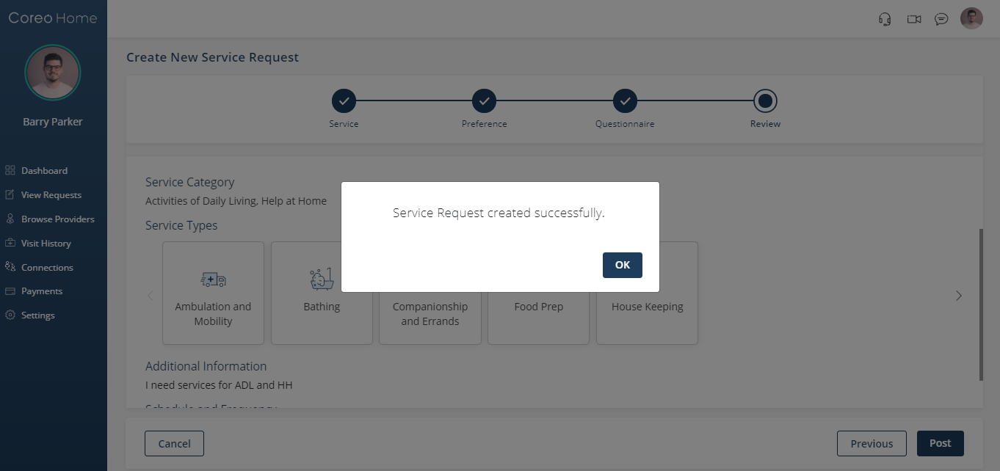 Coreo Home
Barry Parker
Dashboard
View Requests
Browse Providers
Visit History
Connections
Payments
Settings
Create New Service Request
Service
Preference
Questionnaire
Review
Service Category
Activities of Daily Living, Help at Home
Service Types
Ambulation and
Mobility
Bathing
Companionship
and Errands
Food Prep
House Keeping
Service Request created successfully.
OK
Additional Information
I need services for ADL and HH
Schedule and Frequency
Cancel
Previous
Post